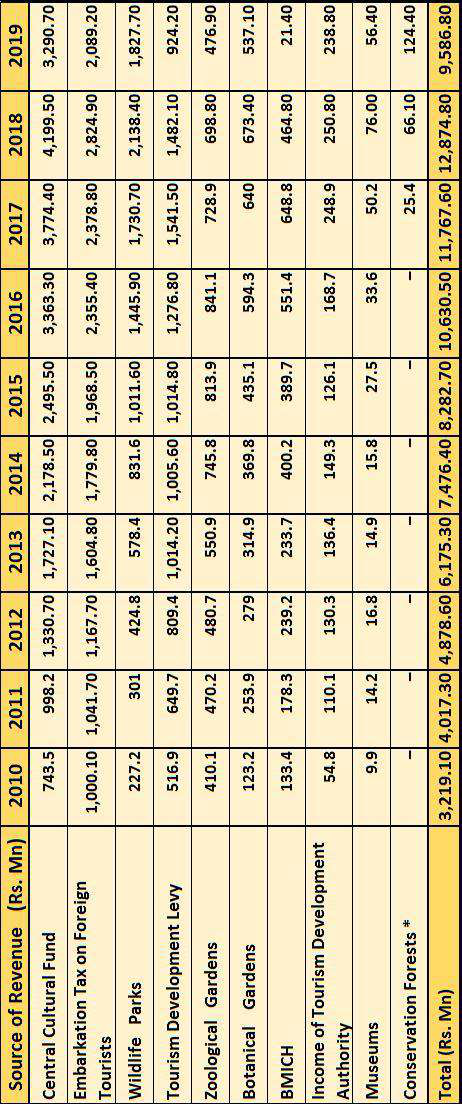 Source of Revenue (Rs. Mn) 2010 2011 2012 2013 2014 2015 2016 2017 2018 2019
Central Cultural Fund 743.5 998.2 1,330.70 1,727.10 2,178.50 2,495.50 3,363.30 3,774.40 4,199.50 3,290.70
Embarkation Tax on Foreign
Tourists 1,000.10 1,041.70 1,167.70 1,604.80 1,779.80 1,968.50 2,355.40 2,378.80 2,824.90 2,089.20
Wildlife Parks 227.2 301 424.8 578.4 831.6 1,011.60 1,445.90 1,730.70 2,138.40 1,827.70
Tourism Development Levy 516.9 649.7 809.4 1,014.20 1,005.60 1,014.80 1,276.80 1,541.50 1,482.10 924.20
Zoological Gardens 410.1 470.2 480.7 550.9 745.8 813.9 841.1 728.9 698.80 476.90
Botanical Gardens 123.2 253.9 279 314.9 369.8 435.1 594.3 640 673.40 537.10
BMICH 133.4 178.3 239.2 233.7 400.2 389.7 551.4 648.8 464.80 21.40
Income of Tourism Development
Authority 54.8 110.1 130.3 136.4 149.3 126.1 168.7 248.9 250.80 238.80
Museums 9.9 14.2 16.8 14.9 15.8 27.5 33.6 50.2 76.00 56.40
Conservation Forests * – – – – – – – 25.4 66.10 124.40
Total (Rs. Mn) 3,219.10 4,017.30 4,878.60 6,175.30 7,476.40 8,282.70 10,630.50 11,767.60 12,874.80 9,586.80